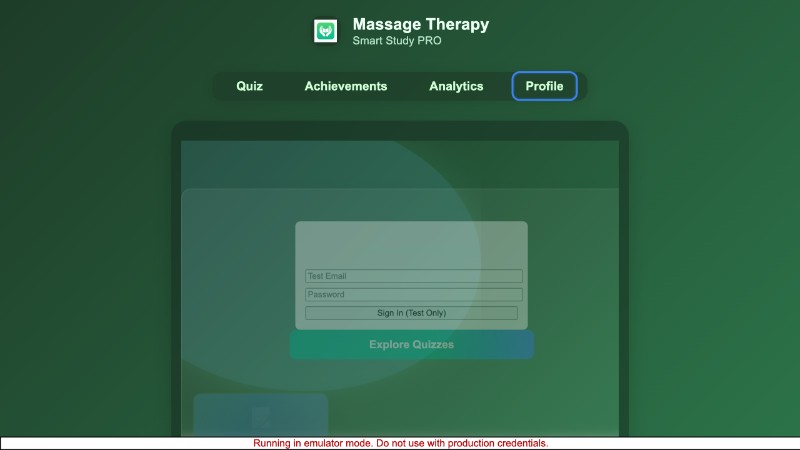 Massage Therapy
Smart Study PRO
Quiz
Achievements
Analytics
Profile
Test Email
Password
Sign In (Test Only)
Explore Quizzes
Running in emulator mode. Do not use with production credentials.